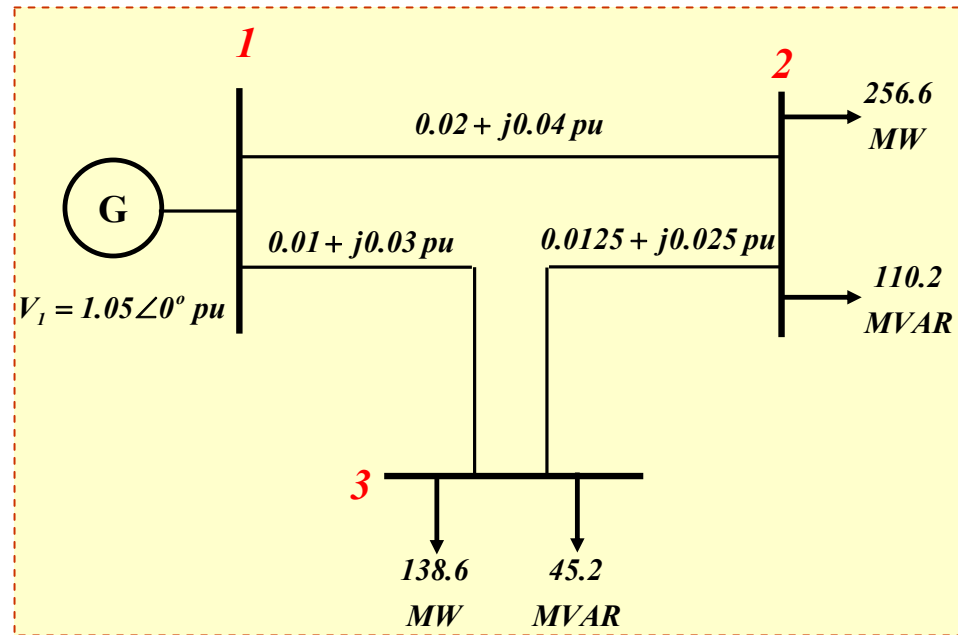 1
2
256.6
MW
0.02 + j0.04 pu
G
0.01 + j0.03 pu
0.0125 + j0.025 pu
V₁ = 1.05∠0° pu
110.2
MVAR
3
138.6
MW
45.2
MVAR